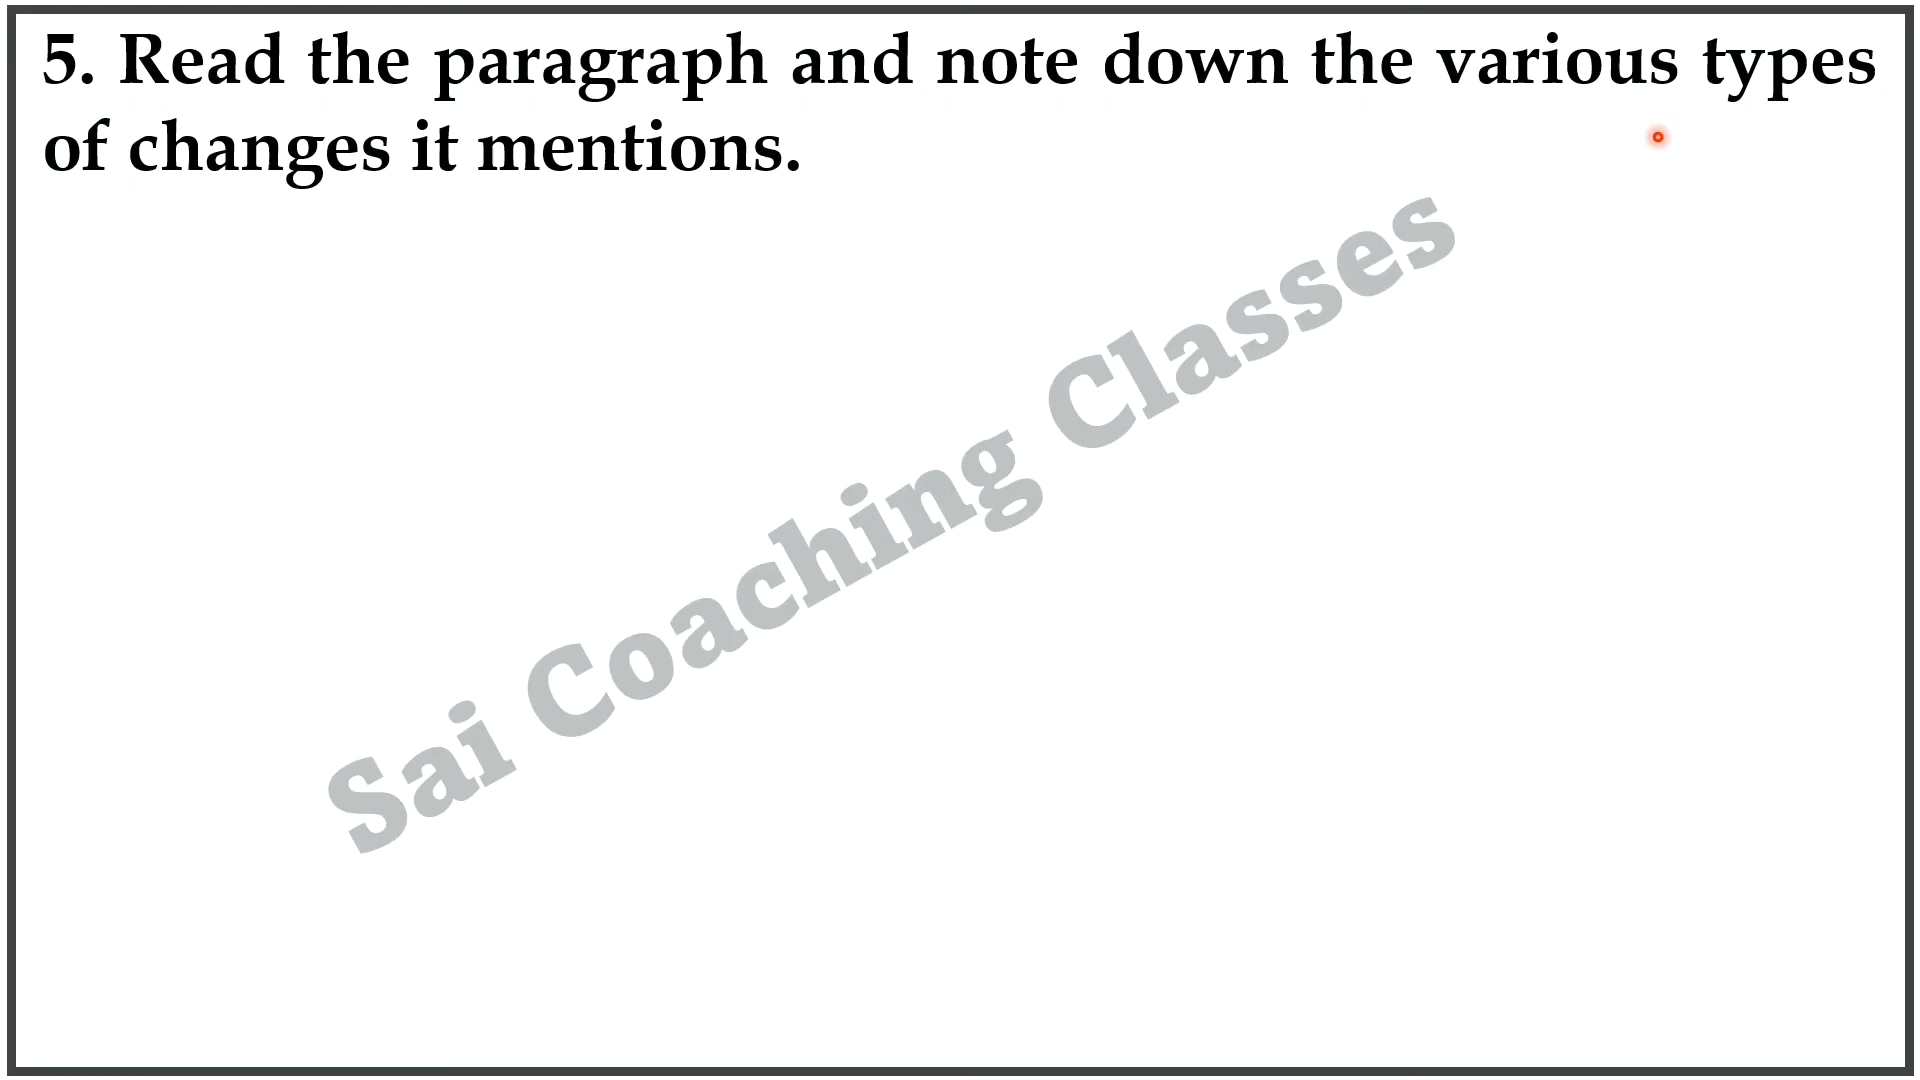 5. Read the paragraph and note down the various types
of changes it mentions.
Sai Coaching Classes